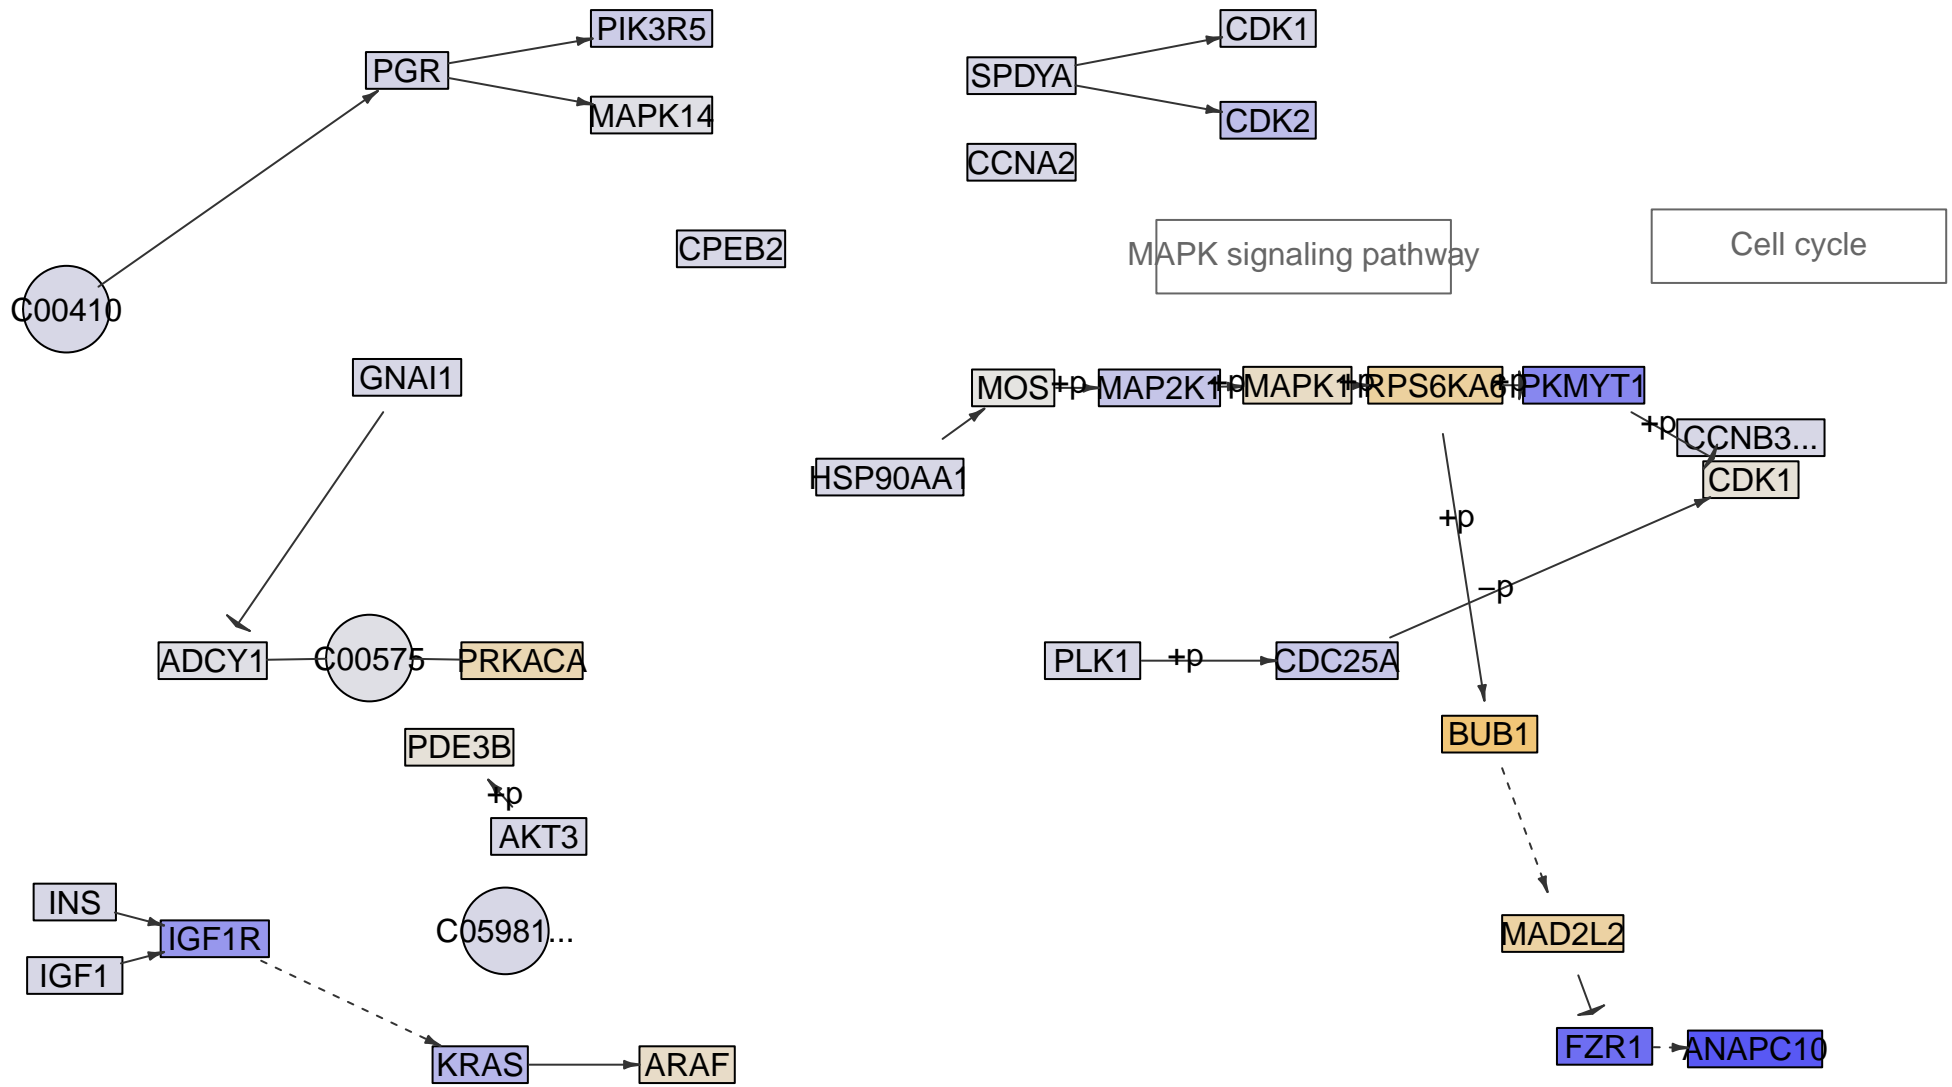 PIK3R5
CDK1
PGR
SPDYA
MAPK14
CDK2
CCNA2
CPEB2
MAPK signaling pathway
Cell cycle
C00410
GNAI1
MOS
+p
MAP2K1
+p
MAPK1
+p
RPS6KA6
+p
PKMYT1
+p
CCNB3...
HSP90AA1
CDK1
+p
−p
ADCY1
C00575
PRKACA
PLK1
+p
CDC25A
BUB1
PDE3B
+p
AKT3
INS
IGF1R
C05981...
MAD2L2
IGF1
KRAS
ARAF
FZR1
ANAPC10